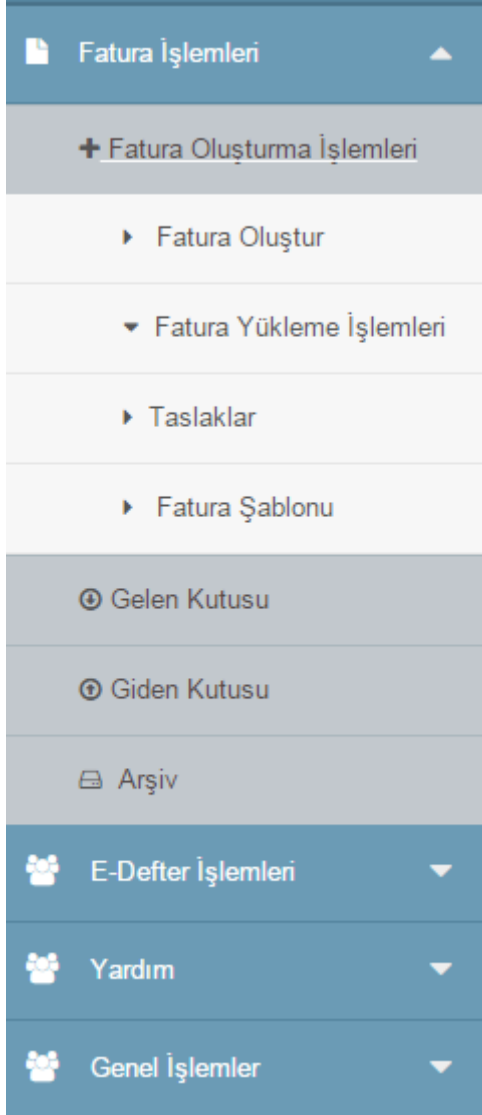 Fatura İşlemleri
Fatura Oluşturma İşlemleri
Fatura Oluştur
Fatura Yükleme İşlemleri
Taslaklar
Fatura Şablonu
Gelen Kutusu
Giden Kutusu
Arşiv
E-Defter İşlemleri
Yardım
Genel İşlemler